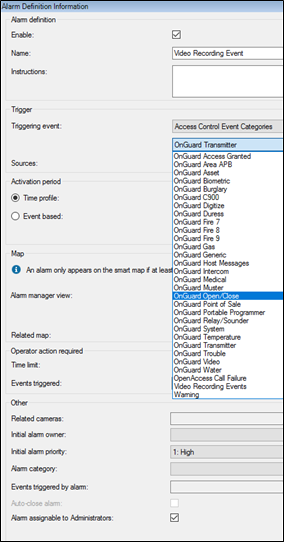 Alarm Definition Information
Alarm definition
Enable:
Name:
Video Recording Event
Instructions:
Trigger
Triggering event:
Access Control Event Categories
OnGuard Transmitter
Sources:
OnGuard Access Granted
OnGuard Area APB
OnGuard Asset
OnGuard Biometric
OnGuard Burglary
OnGuard C900
OnGuard Digitize
OnGuard Duress
OnGuard Fire 7
OnGuard Fire 8
OnGuard Fire 9
OnGuard Gas
OnGuard Generic
OnGuard Host Messages
OnGuard Intercom
OnGuard Medical
OnGuard Muster
OnGuard Open/Close
OnGuard Point of Sale
OnGuard Portable Programmer
OnGuard Relay/Sounder
OnGuard System
OnGuard Temperature
OnGuard Transmitter
OnGuard Trouble
OnGuard Video
OnGuard Water
OpenAccess Call Failure
Video Recording Events
Warning
Activation period
Time profile:
Event based:
Map
An alarm only appears on the smart map if at least
Alarm manager view:
Related map:
Operator action required
Time limit:
Events triggered:
Other
Related cameras:
Initial alarm owner:
Initial alarm priority:
1: High
Alarm category:
Events triggered by alarm:
Auto-close alarm:
Alarm assignable to Administrators: